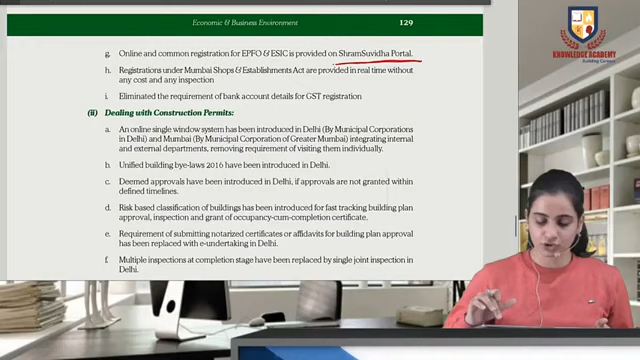 Economic & Business Environment
129
KNOWLEDGE ACADEMY
Building Careers
g. Online and common registration for EPFO & ESIC is provided on ShramSuvidha Portal.
h. Registrations under Mumbai Shops & Establishments Act are provided in real time without
any cost and any inspection
i. Eliminated the requirement of bank account details for GST registration
(ii) Dealing with Construction Permits:
a. An online single window system has been introduced in Delhi (By Municipal Corporations
in Delhi) and Mumbai (By Municipal Corporation of Greater Mumbai) integrating internal
and external departments, removing requirement of visiting them individually.
b. Unified building bye-laws 2016 have been introduced in Delhi.
c. Deemed approvals have been introduced in Delhi, if approvals are not granted within
defined timelines.
d. Risk based classification of buildings has been introduced for fast tracking building plan
approval, inspection and grant of occupancy-cum-completion certificate.
e. Requirement of submitting notarized certificates or affidavits for building plan approval
has been replaced with e-undertaking in Delhi.
f. Multiple inspections at completion stage have been replaced by single joint inspection in
Delhi.